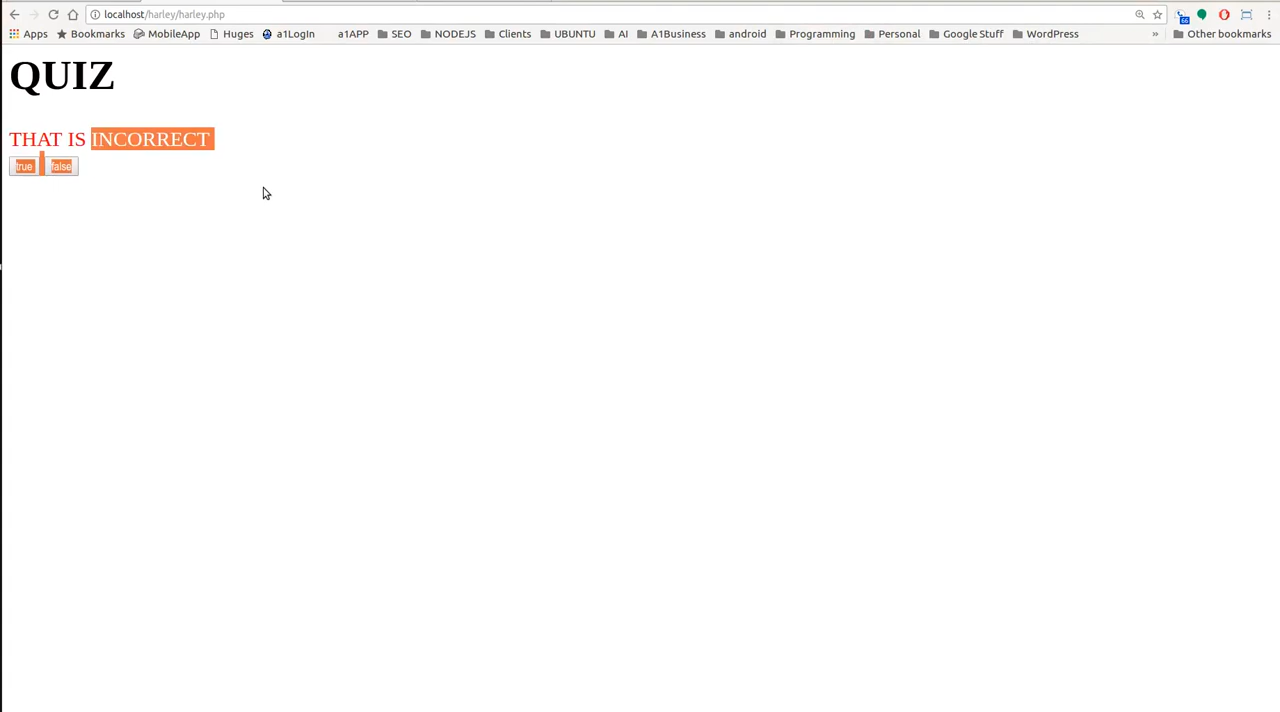 localhost/harley/harley.php
66
Apps Bookmarks MobileApp Huges a1LogIn a1APP SEO NODEJS Clients UBUNTU AI A1Business android Programming Personal Google Stuff WordPress » Other bookmarks
QUIZ
THAT IS INCORRECT
true false